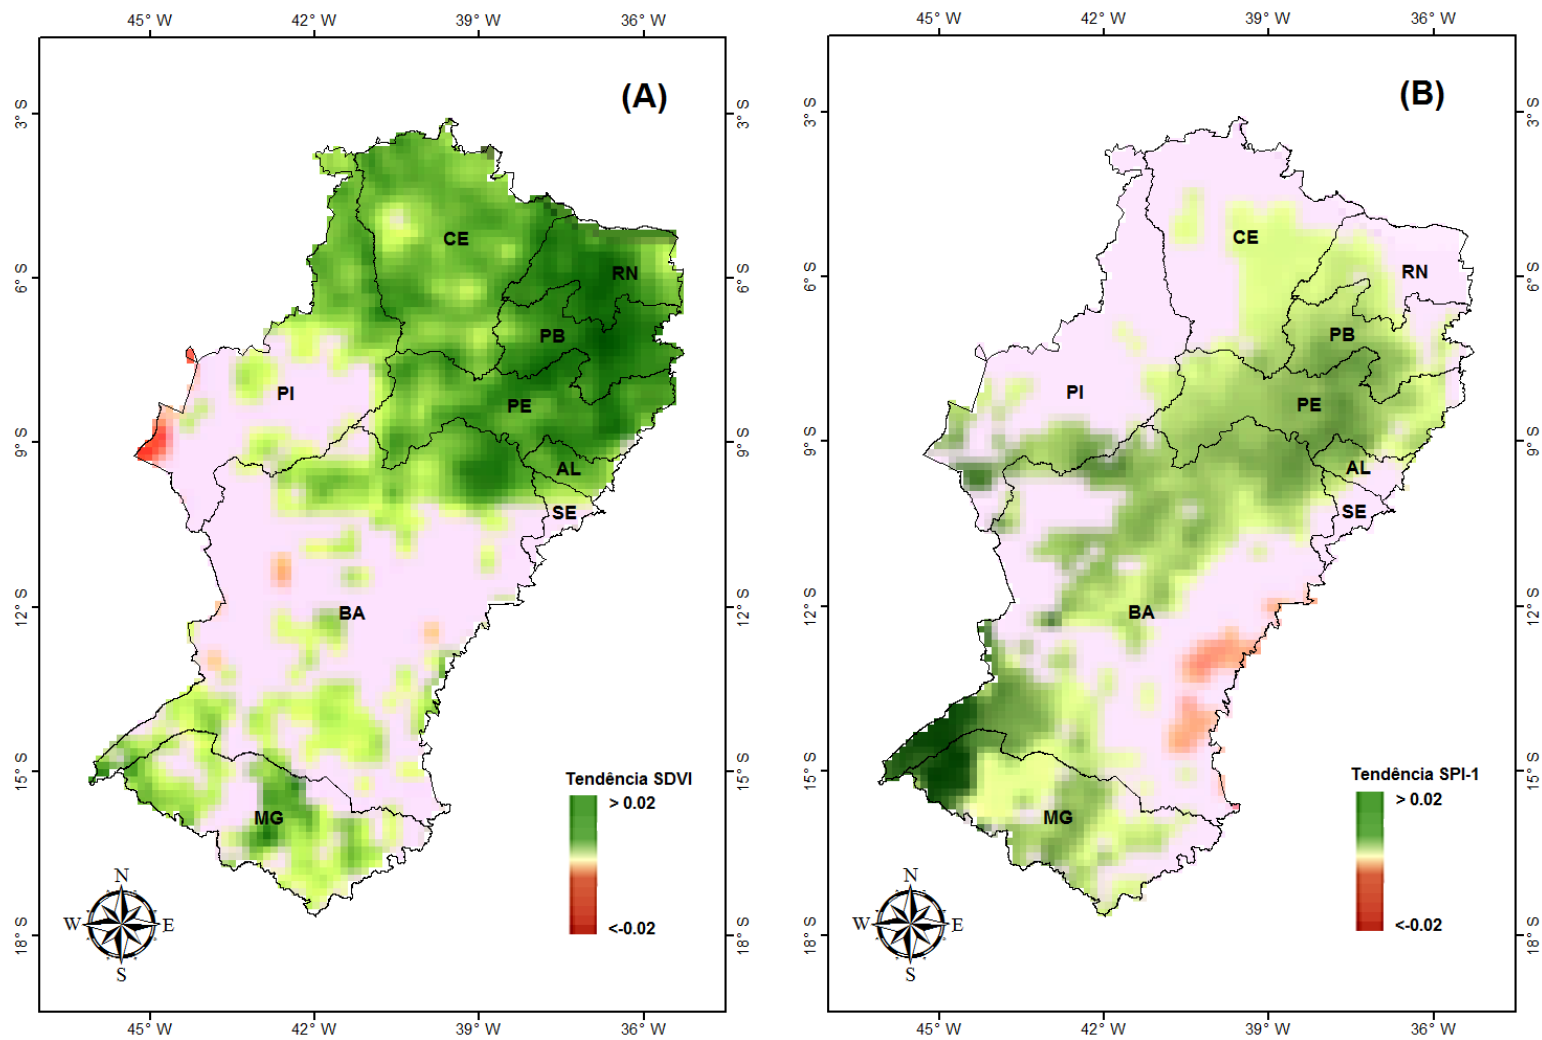 45° W 42° W 39° W 36° W
(A)
3° S 3° S
6° S 6° S
9° S 9° S
12° S 12° S
15° S 15° S
18° S 18° S
CE
RN
PB
PI
PE
AL
SE
BA
MG
Tendência SDVI
> 0.02
<-0.02
N
W E
S
45° W 42° W 39° W 36° W
45° W 42° W 39° W 36° W
(B)
3° S 3° S
6° S 6° S
9° S 9° S
12° S 12° S
15° S 15° S
18° S 18° S
CE
RN
PB
PI
PE
AL
SE
BA
MG
Tendência SPI-1
> 0.02
<-0.02
N
W E
S
45° W 42° W 39° W 36° W